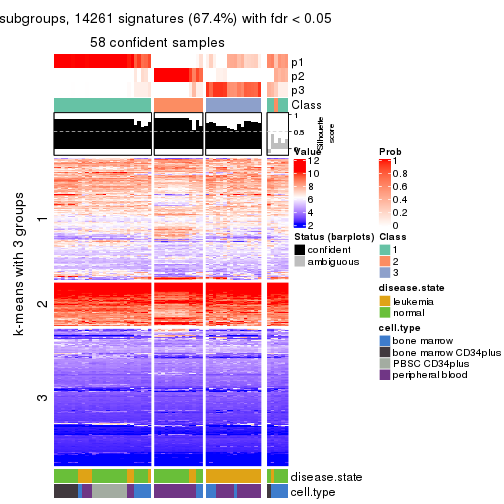 subgroups, 14261 signatures (67.4%) with fdr < 0.05
58 confident samples
p1
p2
p3
Class
1
0.5
0
Silhouette score
k-means with 3 groups
1
2
3
Value
12
10
8
6
4
2
Prob
1
0.8
0.6
0.4
0.2
0
Status (barplots)
confident
ambiguous
Class
1
2
3
disease.state
leukemia
normal
cell.type
bone marrow
bone marrow CD34plus
PBSC CD34plus
peripheral blood
disease.state
cell.type